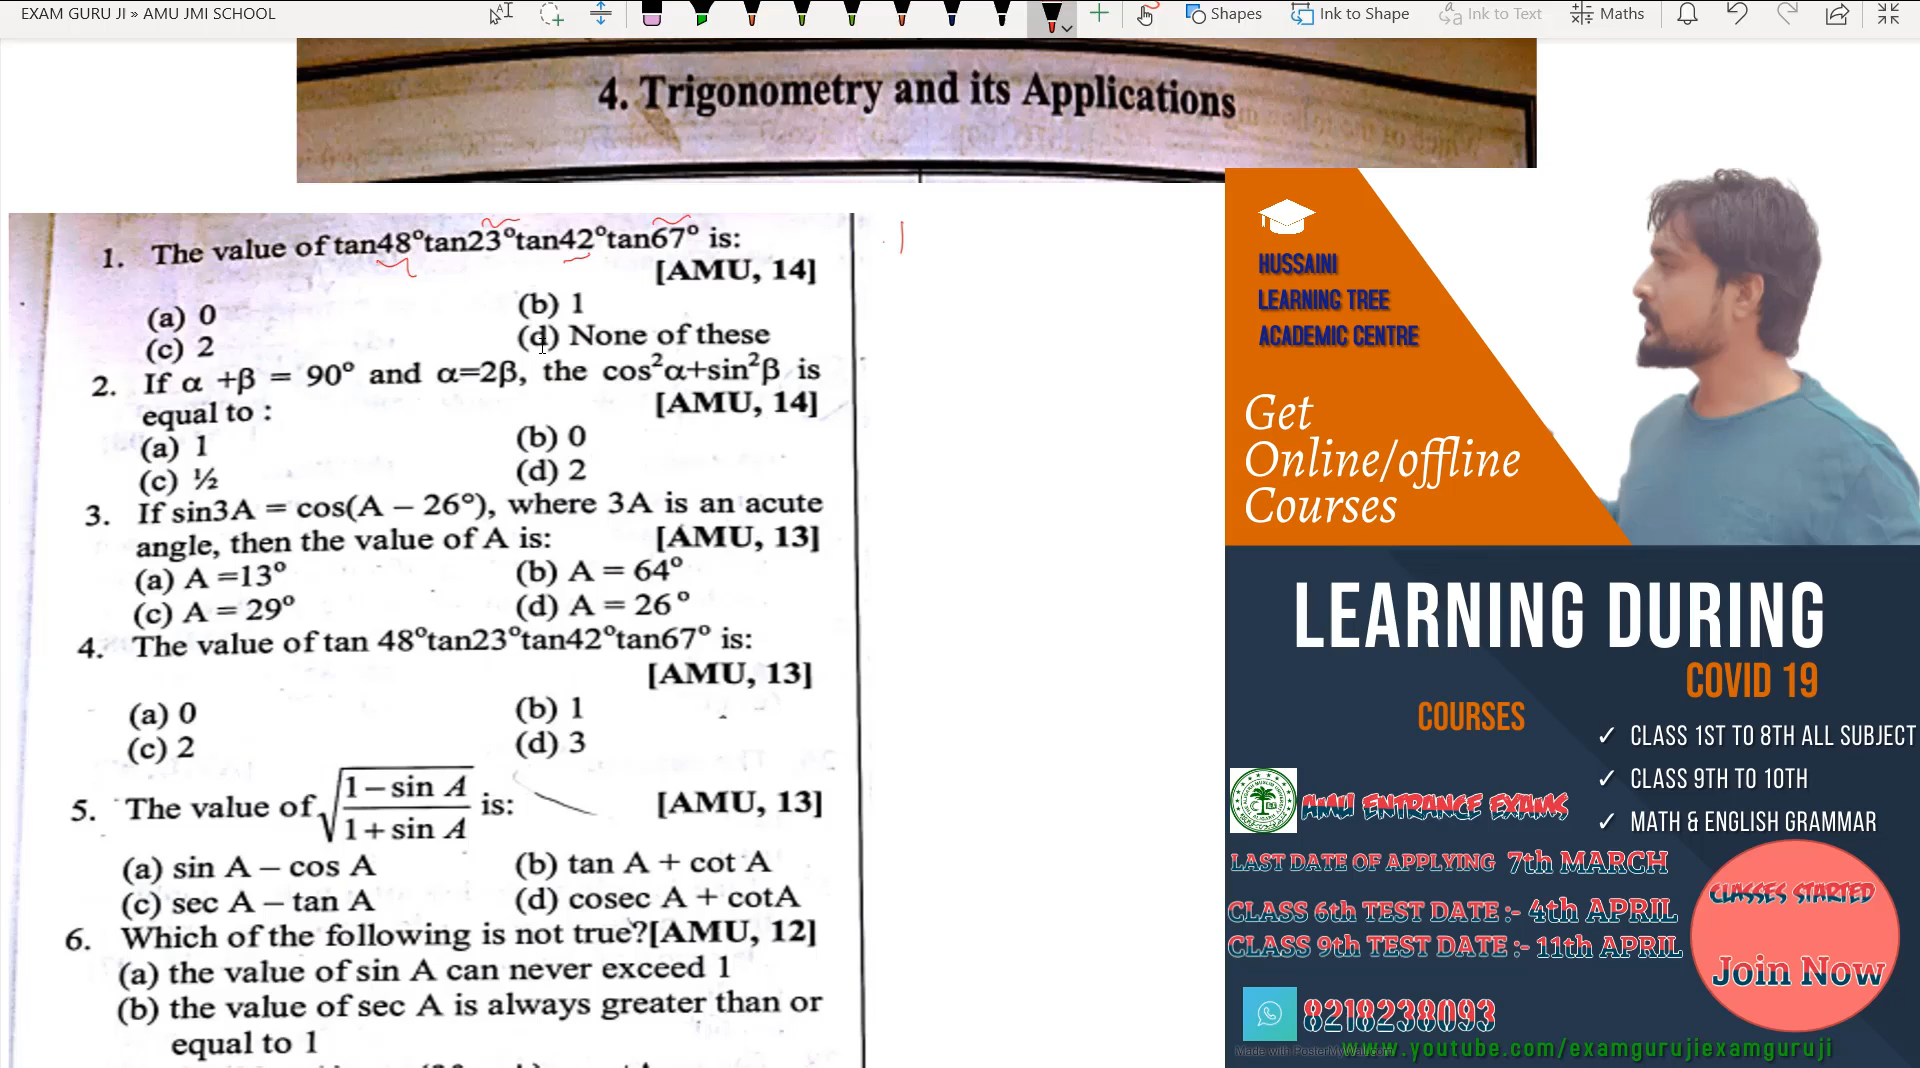 EXAM GURU JI » AMU JMI SCHOOL
Shapes
Ink to Shape
Ink to Text
Maths
4. Trigonometry and its Applications
1. The value of tan48°tan23°tan42°tan67° is:
[AMU, 14]
(a) 0 (b) 1
(c) 2 (d) None of these
2. If α +β = 90° and α=2β, the cos²α+sin²β is
equal to : [AMU, 14]
(a) 1 (b) 0
(c) ½ (d) 2
3. If sin3A = cos(A – 26°), where 3A is an acute
angle, then the value of A is: [AMU, 13]
(a) A =13° (b) A = 64°
(c) A = 29° (d) A = 26°
4. The value of tan 48°tan23°tan42°tan67° is:
[AMU, 13]
(a) 0 (b) 1
(c) 2 (d) 3
5. The value of √((1 – sin A)/(1 + sin A)) is: [AMU, 13]
(a) sin A – cos A (b) tan A + cot A
(c) sec A – tan A (d) cosec A + cotA
6. Which of the following is not true?[AMU, 12]
(a) the value of sin A can never exceed 1
(b) the value of sec A is always greater than or
equal to 1
HUSSAINI
LEARNING TREE
ACADEMIC CENTRE
Get
Online/offline
Courses
LEARNING DURING
COVID 19
COURSES
✓ CLASS 1ST TO 8TH ALL SUBJECT
✓ CLASS 9TH TO 10TH
✓ MATH & ENGLISH GRAMMAR
AMU ENTRANCE EXAMS
LAST DATE OF APPLYING 7th MARCH
CLASS 6th TEST DATE :- 4th APRIL
CLASS 9th TEST DATE :- 11th APRIL
CLASSES STARTED
Join Now
8218238093
Made with PosterMyWall.com
www.youtube.com/examgurujiexamguruji